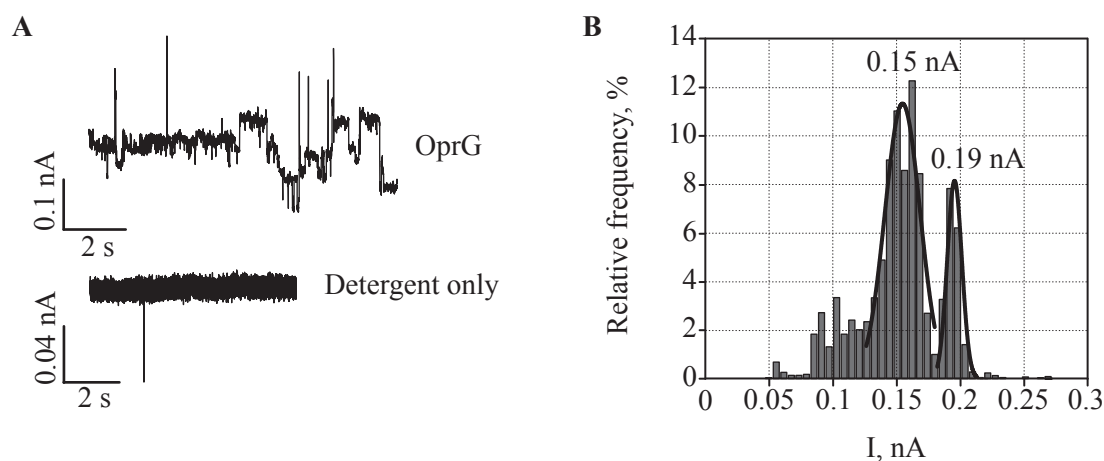 A
OprG
0.1 nA
2 s
Detergent only
0.04 nA
2 s
B
14
12
10
8
6
4
2
0
Relative frequency, %
0.15 nA
0.19 nA
0 0.05 0.1 0.15 0.2 0.25 0.3
I, nA